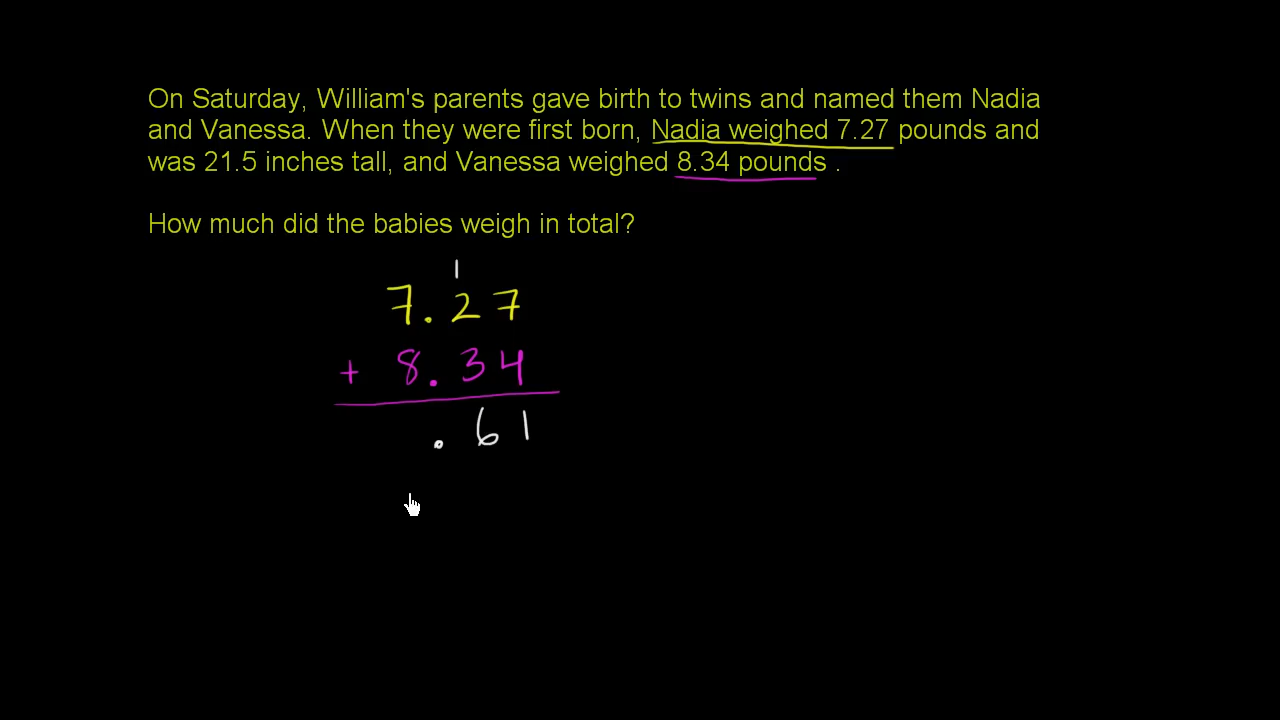 On Saturday, William's parents gave birth to twins and named them Nadia
and Vanessa. When they were first born, Nadia weighed 7.27 pounds and
was 21.5 inches tall, and Vanessa weighed 8.34 pounds .
How much did the babies weigh in total?
1
7.27
+ 8.34
.61